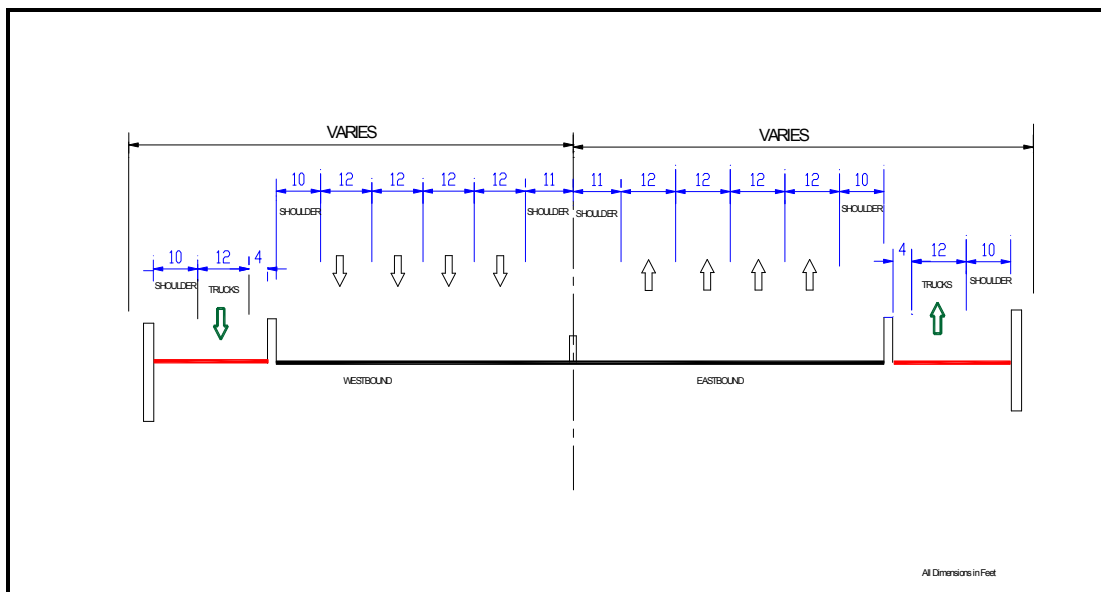 VARIES VARIES
10 12 12 12 12 11 11 12 12 12 12 10
SHOULDER SHOULDER SHOULDER SHOULDER
10 12 4 4 12 10
SHOULDER TRUCKS TRUCKS SHOULDER
WESTBOUND EASTBOUND
All Dimensions in Feet